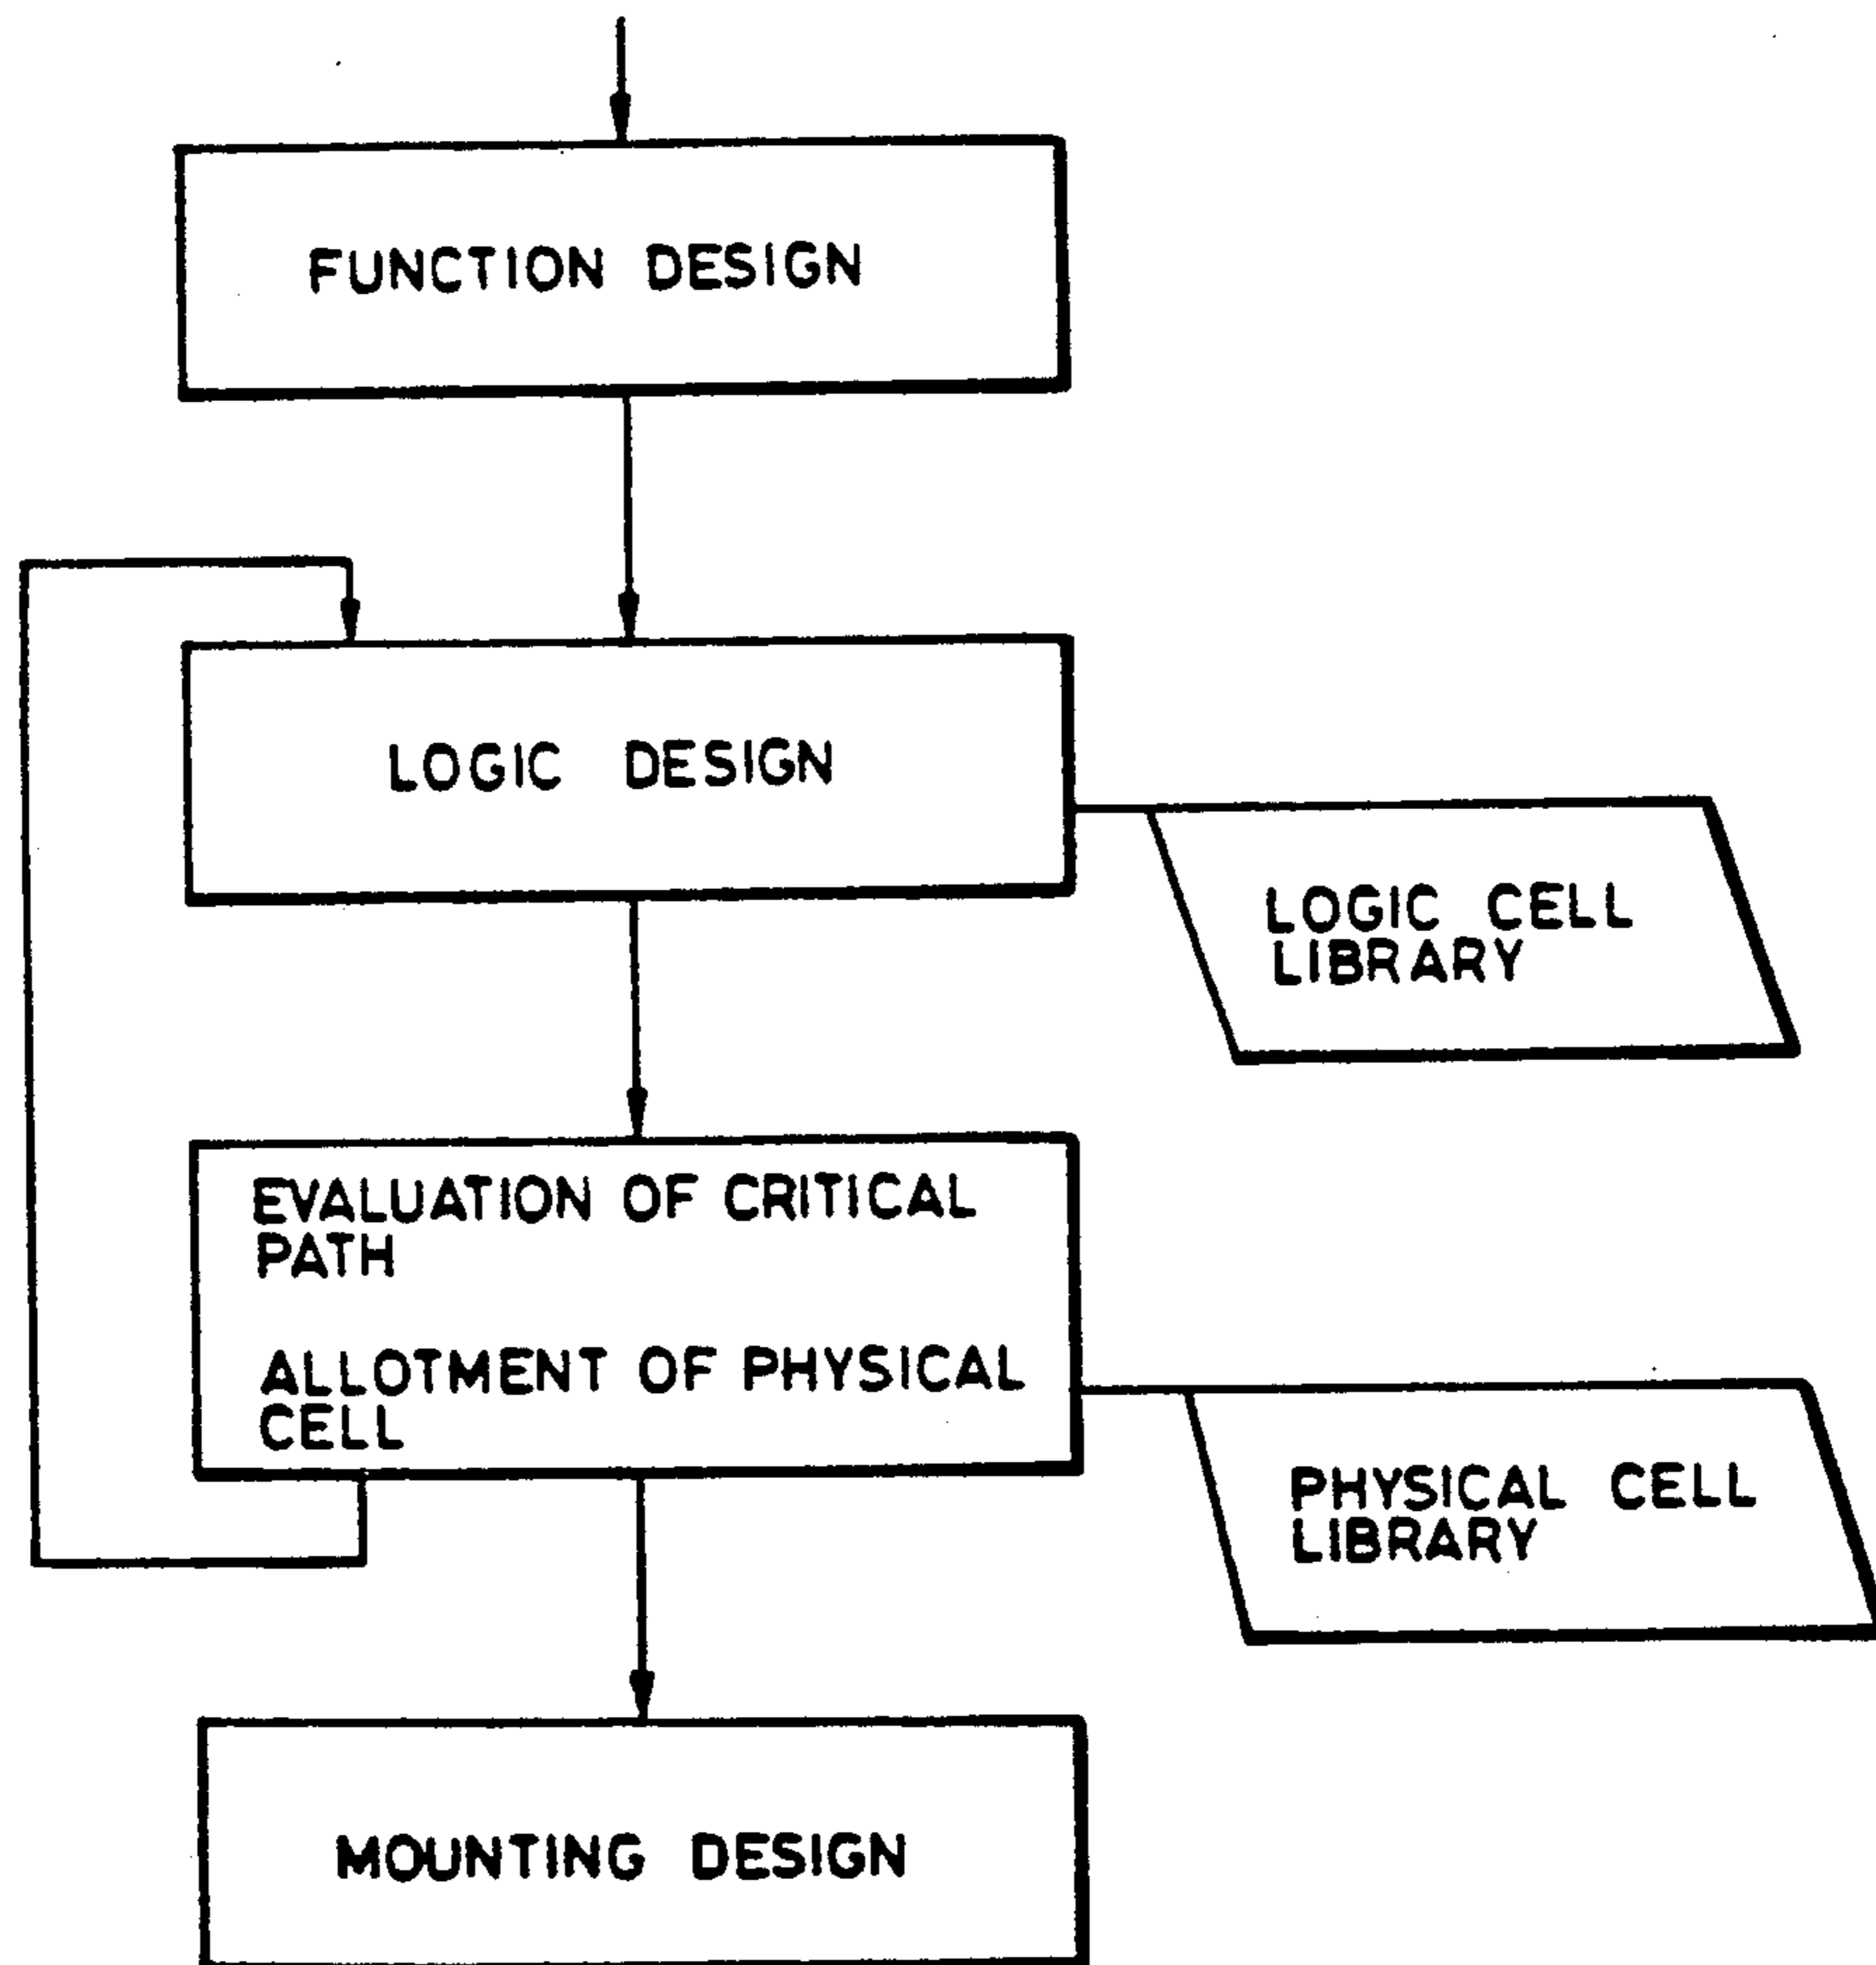 FUNCTION DESIGN
LOGIC DESIGN
LOGIC CELL
LIBRARY
EVALUATION OF CRITICAL
PATH
ALLOTMENT OF PHYSICAL
CELL
PHYSICAL CELL
LIBRARY
MOUNTING DESIGN